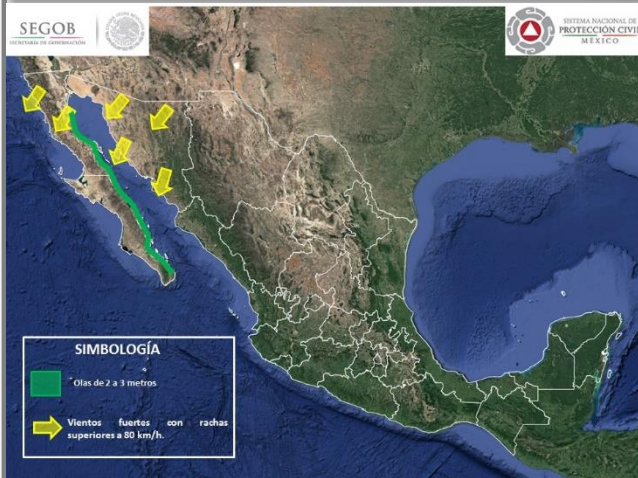 SEGOB
SECRETARÍA DE GOBERNACIÓN
SISTEMA NACIONAL DE
PROTECCIÓN CIVIL
MÉXICO
SIMBOLOGÍA
Olas de 2 a 3 metros
Vientos fuertes con rachas
superiores a 80 km/h.